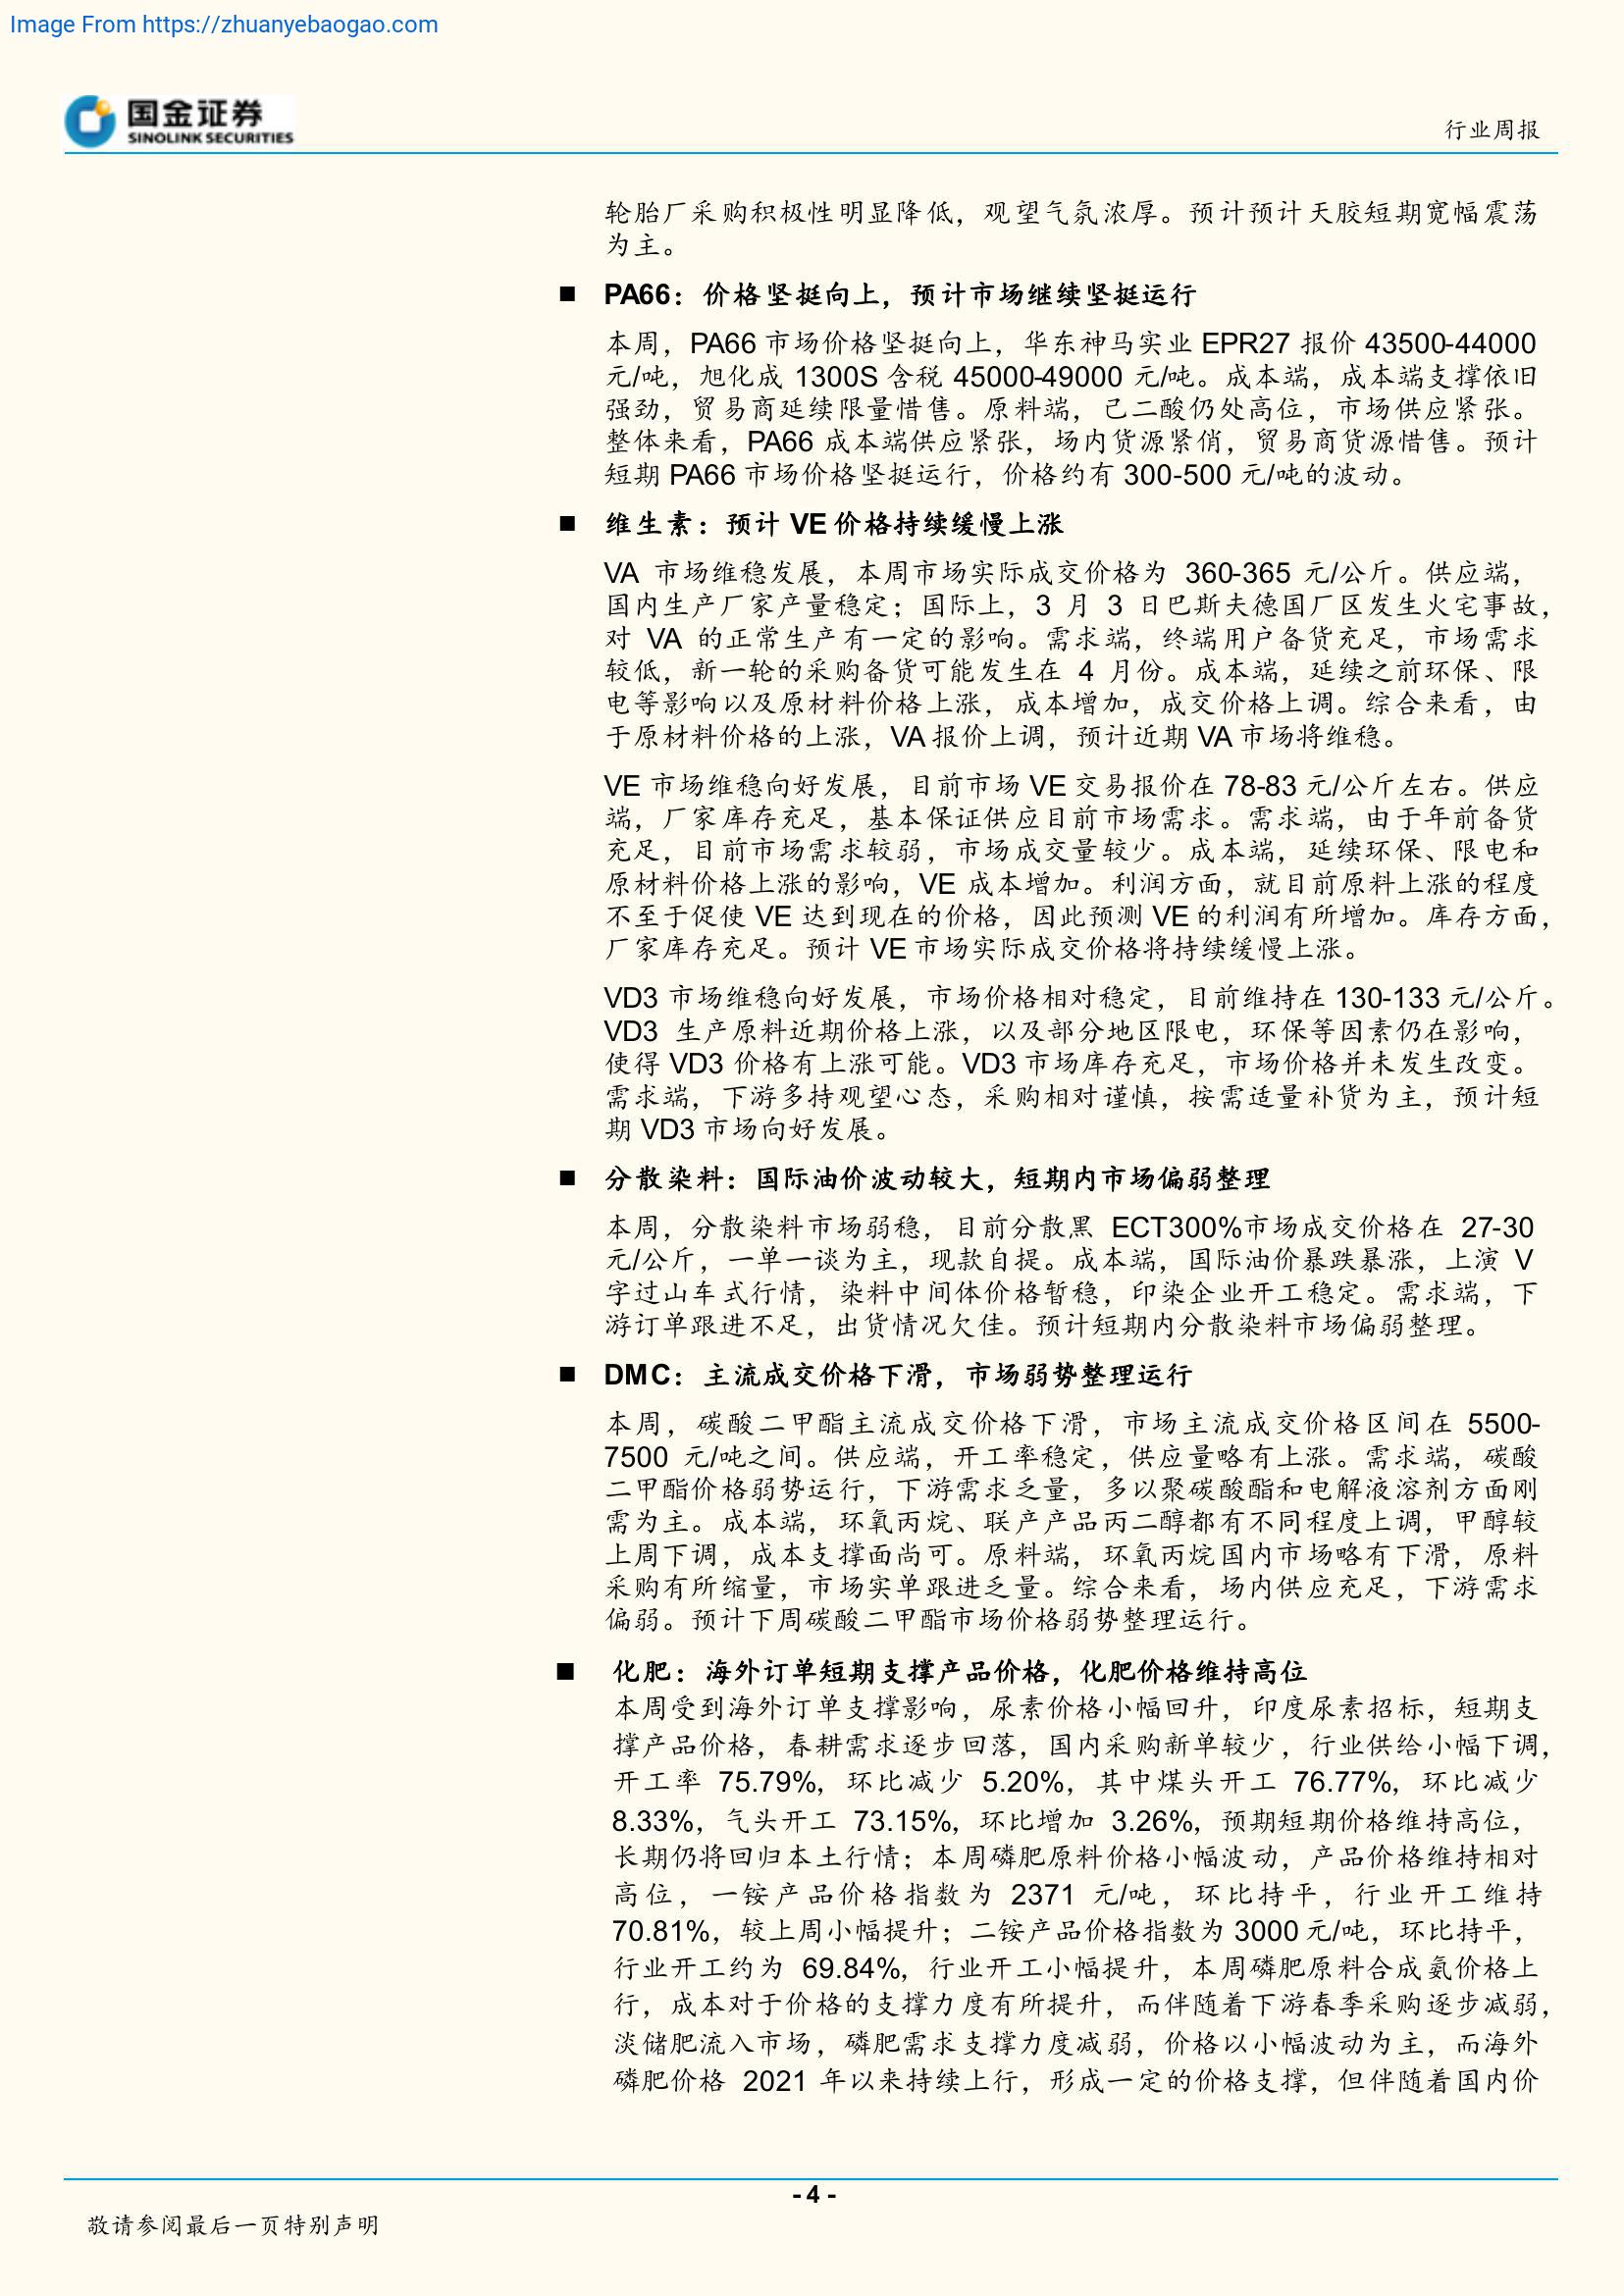 Image From https://zhuanyebaogao.com
国金证券
SINOLINK SECURITIES
行业周报
轮胎厂采购积极性明显降低，观望气氛浓厚。预计预计天胶短期宽幅震荡
为主。
■ PA66：价格坚挺向上，预计市场继续坚挺运行
本周，PA66 市场价格坚挺向上，华东神马实业 EPR27 报价 43500-44000
元/吨，旭化成 1300S 含税 45000-49000 元/吨。成本端，成本端支撑依旧
强劲，贸易商延续限量惜售。原料端，己二酸仍处高位，市场供应紧张。
整体来看，PA66 成本端供应紧张，场内货源紧俏，贸易商货源惜售。预计
短期 PA66 市场价格坚挺运行，价格约有 300-500 元/吨的波动。
■ 维生素：预计 VE 价格持续缓慢上涨
VA 市场维稳发展，本周市场实际成交价格为 360-365 元/公斤。供应端，
国内生产厂家产量稳定；国际上，3 月 3 日巴斯夫德国厂区发生火宅事故，
对 VA 的正常生产有一定的影响。需求端，终端用户备货充足，市场需求
较低，新一轮的采购备货可能发生在 4 月份。成本端，延续之前环保、限
电等影响以及原材料价格上涨，成本增加，成交价格上调。综合来看，由
于原材料价格的上涨，VA 报价上调，预计近期 VA 市场将维稳。
VE 市场维稳向好发展，目前市场 VE 交易报价在 78-83 元/公斤左右。供应
端，厂家库存充足，基本保证供应目前市场需求。需求端，由于年前备货
充足，目前市场需求较弱，市场成交量较少。成本端，延续环保、限电和
原材料价格上涨的影响，VE 成本增加。利润方面，就目前原料上涨的程度
不至于促使 VE 达到现在的价格，因此预测 VE 的利润有所增加。库存方面，
厂家库存充足。预计 VE 市场实际成交价格将持续缓慢上涨。
VD3 市场维稳向好发展，市场价格相对稳定，目前维持在 130-133 元/公斤。
VD3 生产原料近期价格上涨，以及部分地区限电，环保等因素仍在影响，
使得 VD3 价格有上涨可能。VD3 市场库存充足，市场价格并未发生改变。
需求端，下游多持观望心态，采购相对谨慎，按需适量补货为主，预计短
期 VD3 市场向好发展。
■ 分散染料：国际油价波动较大，短期内市场偏弱整理
本周，分散染料市场弱稳，目前分散黑 ECT300%市场成交价格在 27-30
元/公斤，一单一谈为主，现款自提。成本端，国际油价暴跌暴涨，上演 V
字过山车式行情，染料中间体价格暂稳，印染企业开工稳定。需求端，下
游订单跟进不足，出货情况欠佳。预计短期内分散染料市场偏弱整理。
■ DMC：主流成交价格下滑，市场弱势整理运行
本周，碳酸二甲酯主流成交价格下滑，市场主流成交价格区间在 5500-
7500 元/吨之间。供应端，开工率稳定，供应量略有上涨。需求端，碳酸
二甲酯价格弱势运行，下游需求乏量，多以聚碳酸酯和电解液溶剂方面刚
需为主。成本端，环氧丙烷、联产产品丙二醇都有不同程度上调，甲醇较
上周下调，成本支撑面尚可。原料端，环氧丙烷国内市场略有下滑，原料
采购有所缩量，市场实单跟进乏量。综合来看，场内供应充足，下游需求
偏弱。预计下周碳酸二甲酯市场价格弱势整理运行。
■ 化肥：海外订单短期支撑产品价格，化肥价格维持高位
本周受到海外订单支撑影响，尿素价格小幅回升，印度尿素招标，短期支
撑产品价格，春耕需求逐步回落，国内采购新单较少，行业供给小幅下调，
开工率 75.79%，环比减少 5.20%，其中煤头开工 76.77%，环比减少
8.33%，气头开工 73.15%，环比增加 3.26%，预期短期价格维持高位，
长期仍将回归本土行情；本周磷肥原料价格小幅波动，产品价格维持相对
高位，一铵产品价格指数为 2371 元/吨，环比持平，行业开工维持
70.81%，较上周小幅提升；二铵产品价格指数为 3000 元/吨，环比持平，
行业开工约为 69.84%，行业开工小幅提升，本周磷肥原料合成氨价格上
行，成本对于价格的支撑力度有所提升，而伴随着下游春季采购逐步减弱，
淡储肥流入市场，磷肥需求支撑力度减弱，价格以小幅波动为主，而海外
磷肥价格 2021 年以来持续上行，形成一定的价格支撑，但伴随着国内价
- 4 -
敬请参阅最后一页特别声明